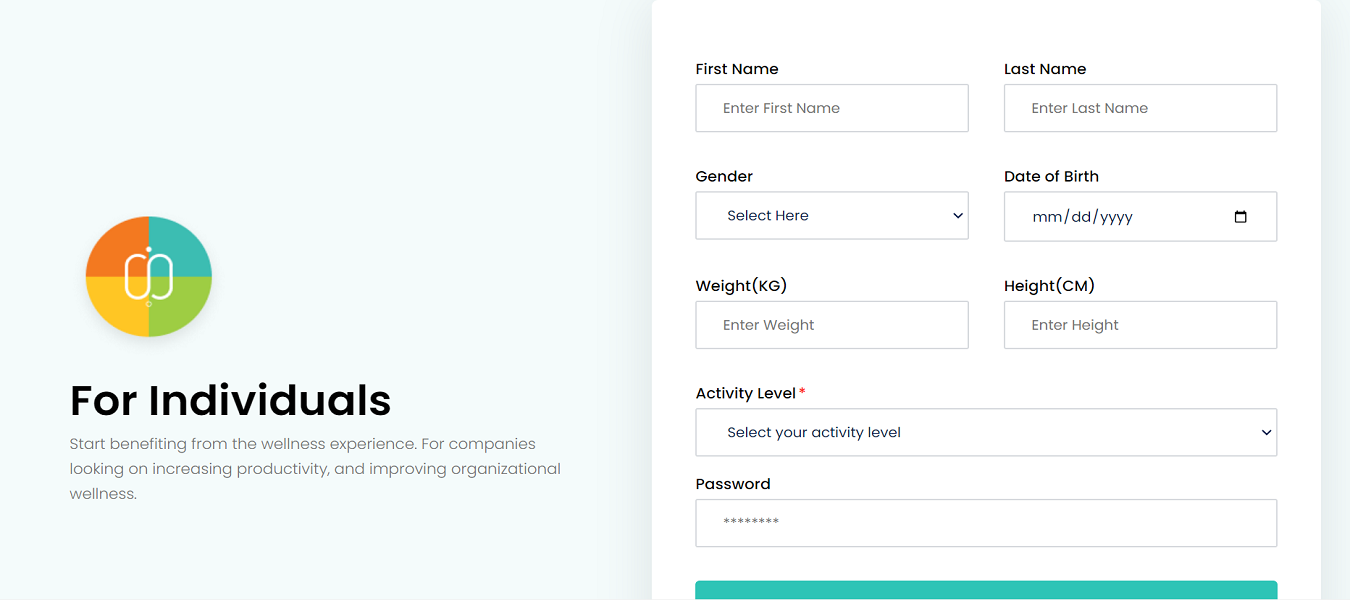 First Name
Last Name
Enter First Name
Enter Last Name
Gender
Date of Birth
Select Here
mm/dd/yyyy
Weight(KG)
Height(CM)
Enter Weight
Enter Height
Activity Level *
Select your activity level
Password
********
For Individuals
Start benefiting from the wellness experience. For companies
looking on increasing productivity, and improving organizational
wellness.